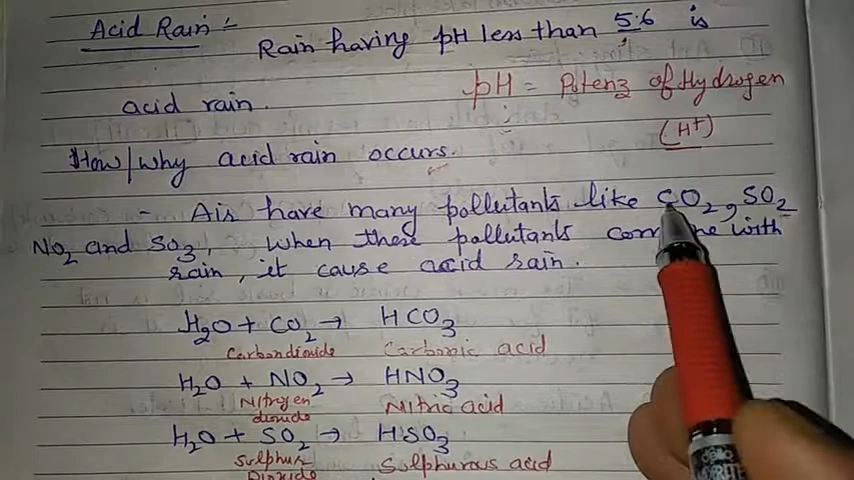 Acid Rain :-
Rain having pH less than 5.6 is
acid rain.
pH = Potenz of Hydrogen
(H+)
How/why acid rain occurs.
- Air have many pollutants like CO2, SO2
NO2 and SO3, when these pollutants with
rain, it cause acid rain.
H2O + CO2 → HCO3
Carbondioxide Carbonic acid
H2O + NO2 → HNO3
Nitrogen dioxide Nitric acid
H2O + SO2 → HSO3
Sulphur Dioxide Sulphurous acid